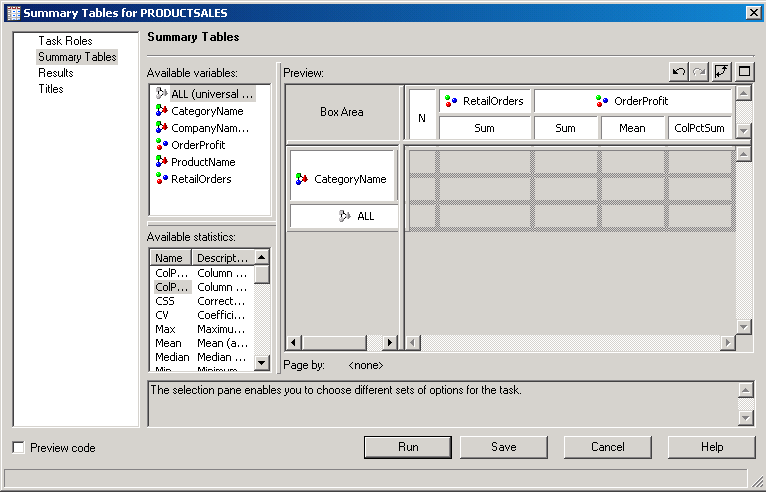 Summary Tables for PRODUCTSALES
Task Roles
Summary Tables
Results
Titles
Summary Tables
Available variables:
ALL (universal ...
CategoryName
CompanyNam...
OrderProfit
ProductName
RetailOrders
Available statistics:
Name Descript...
ColP... Column ...
ColP... Column ...
CSS Correct...
CV Coeffici...
Max Maximu...
Mean Mean (a...
Median Median ...
Min Minimum
Preview:
Box Area
N
RetailOrders
OrderProfit
Sum
Sum
Mean
ColPctSum
CategoryName
ALL
Page by: <none>
The selection pane enables you to choose different sets of options for the task.
Preview code
Run
Save
Cancel
Help